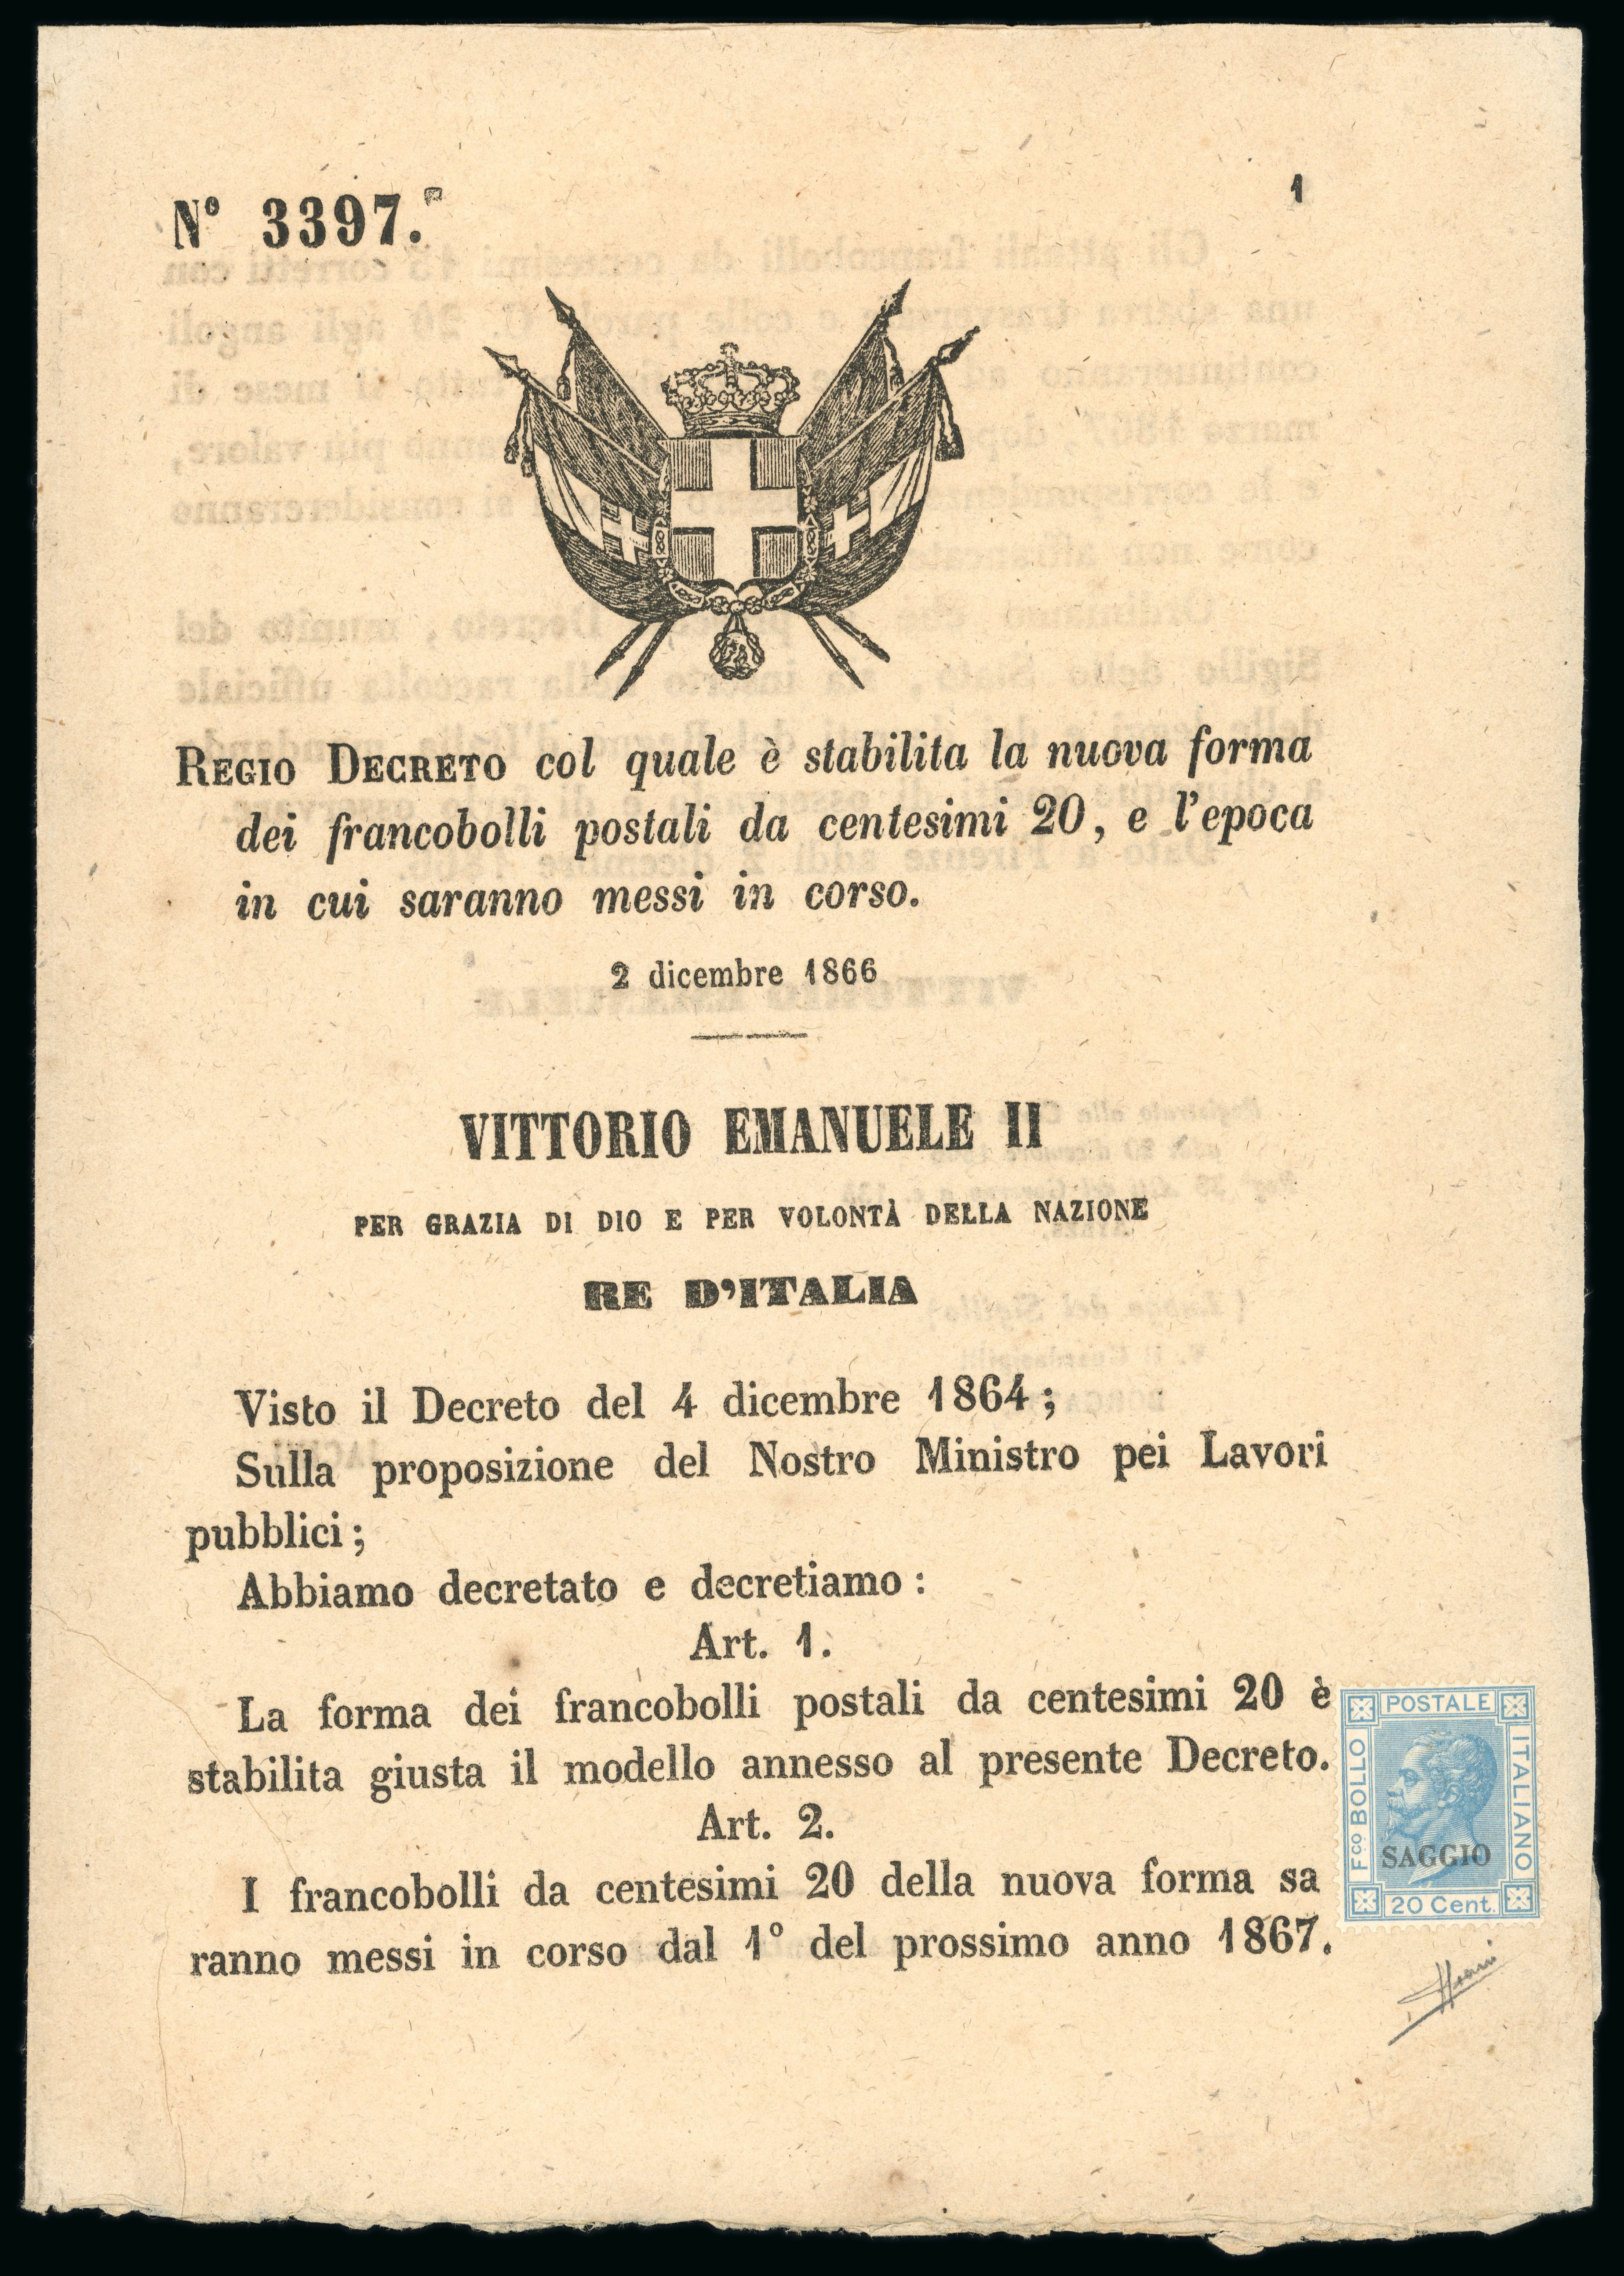 N° 3397.
1
REGIO DECRETO col quale è stabilita la nuova forma
dei francobolli postali da centesimi 20, e l'epoca
in cui saranno messi in corso.
2 dicembre 1866
VITTORIO EMANUELE II
PER GRAZIA DI DIO E PER VOLONTÀ DELLA NAZIONE
RE D'ITALIA
Visto il Decreto del 4 dicembre 1864;
Sulla proposizione del Nostro Ministro pei Lavori
pubblici;
Abbiamo decretato e decretiamo:
Art. 1.
La forma dei francobolli postali da centesimi 20 è
stabilita giusta il modello annesso al presente Decreto.
Art. 2.
I francobolli da centesimi 20 della nuova forma sa
ranno messi in corso dal 1° del prossimo anno 1867.
POSTALE
Fco BOLLO
ITALIANO
SAGGIO
20 Cent.